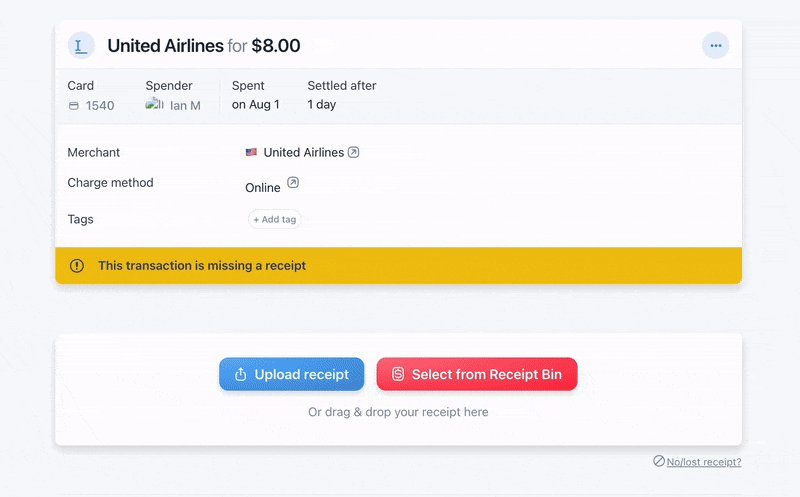 United Airlines for $8.00
Card Spender Spent Settled after
1540 Ian M on Aug 1 1 day
Merchant United Airlines
Charge method Online
Tags + Add tag
This transaction is missing a receipt
Upload receipt Select from Receipt Bin
Or drag & drop your receipt here
No/lost receipt?